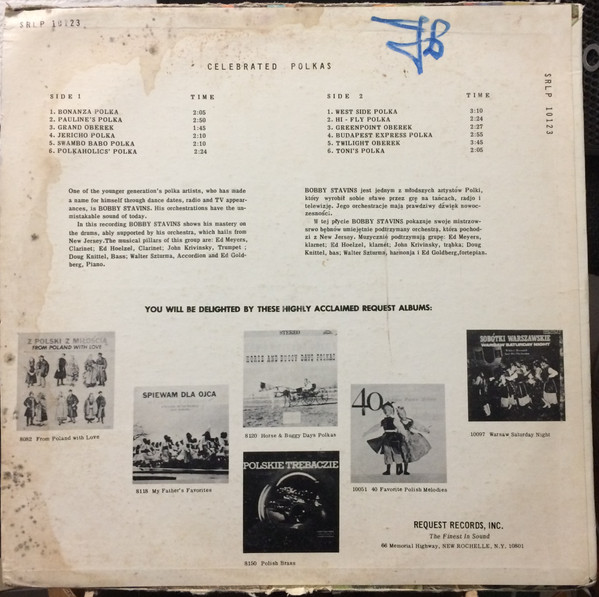 SRLP 10123
CELEBRATED POLKAS
SRLP 10123
SIDE 1 TIME
1. BONANZA POLKA 2:05
2. PAULINE'S POLKA 2:50
3. GRAND OBEREK 1:45
4. JERICHO POLKA 2:10
5. SWAMBO BABO POLKA 2:10
6. POLKAHOLICS' POLKA 2:24
SIDE 2 TIME
1. WEST SIDE POLKA 3:10
2. HI - FLY POLKA 2:24
3. GREENPOINT OBEREK 2:27
4. BUDAPEST EXPRESS POLKA 2:55
5. TWILIGHT OBEREK 3:45
6. TONI'S POLKA 2:05
One of the younger generation's polka artists, who has made
a name for himself through dance dates, radio and TV appear-
ances, is BOBBY STAVINS. His orchestrations have the un-
mistakable sound of today.
In this recording BOBBY STAVINS shows his mastery on
the drums, ably supported by his orchestra, which hails from
New Jersey. The musical pillars of this group are: Ed Meyers,
Clarinet; Ed Hoelzel, Clarinet; John Krivinsky, Trumpet;
Doug Knittel, Bass; Walter Szturma, Accordion and Ed Gold-
berg, Piano.
BOBBY STAVINS jest jednym z młodszych artystów Polki,
który wyrobił sobie sławe przez grę na tańcach, radjo i
telewizję. Jego orchestracje mają prawdziwy dźwięk nowoc-
zesności.
W tej płycie BOBBY STAVINS pokazuje swoje mistrzow-
stwo bębnów umiejętnie podtrzymany orchestrą, która pochod-
zi z New Jersey. Muzycznie podtrzymują grupę: Ed Meyers,
klarnet; Ed Hoelzel, klarnet; John Krivinsky, trąbka; Doug
Knittel, bas; Walter Szturma, harmonja i Ed Goldberg, fortepian.
YOU WILL BE DELIGHTED BY THESE HIGHLY ACCLAIMED REQUEST ALBUMS:
Z POLSKI Z MIŁOŚCIĄ
FROM POLAND WITH LOVE
8082 From Poland with Love
SPIEWAM DLA OJCA
8118 My Father's Favorites
STEREO
HORSE AND BUGGY DAYS POLKAS
8120 Horse & Buggy Days Polkas
POLSKIE TREBACZIE
8150 Polish Brass
40
10051 40 Favorite Polish Melodies
SOBÓTKI WARSZAWSKIE
WARSAW SATURDAY NIGHT
10097 Warsaw Saturday Night
REQUEST RECORDS, INC.
The Finest in Sound
66 Memorial Highway, NEW ROCHELLE, N.Y. 10801